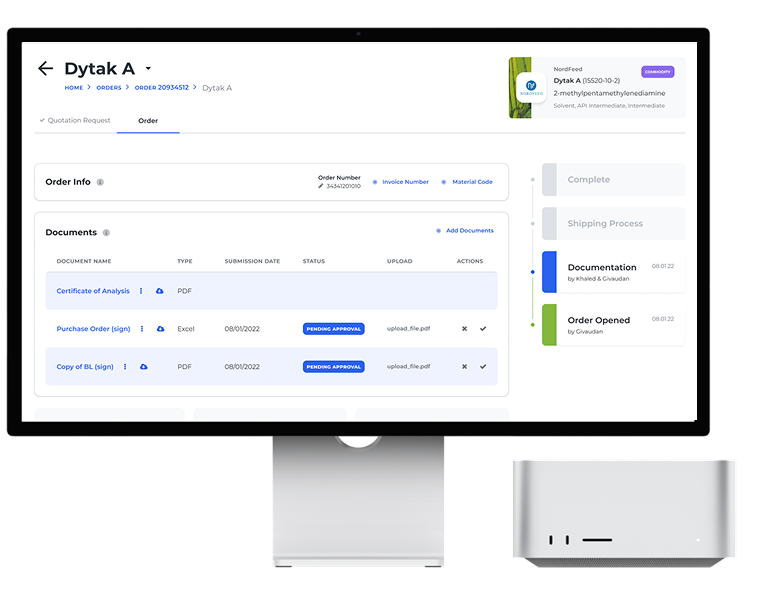 Dytak A
HOME > ORDERS > ORDER 20934512 > Dytak A
NordFeed
COMMODITY
Dytak A (15520-10-2)
2-methylpentamethylenediamine
Solvent, API Intermediate, Intermediate
NORDFEED
Quotation Request
Order
Order Info
Order Number
34341201010
Invoice Number
Material Code
Documents
Add Documents
DOCUMENT NAME TYPE SUBMISSION DATE STATUS UPLOAD ACTIONS
Certificate of Analysis PDF
Purchase Order (sign) Excel 08/01/2022 PENDING APPROVAL upload_file.pdf
Copy of BL (sign) PDF 08/01/2022 PENDING APPROVAL upload_file.pdf
Complete
Shipping Process
Documentation 08.01.22
by Khaled & Givaudan
Order Opened 08.01.22
by Givaudan